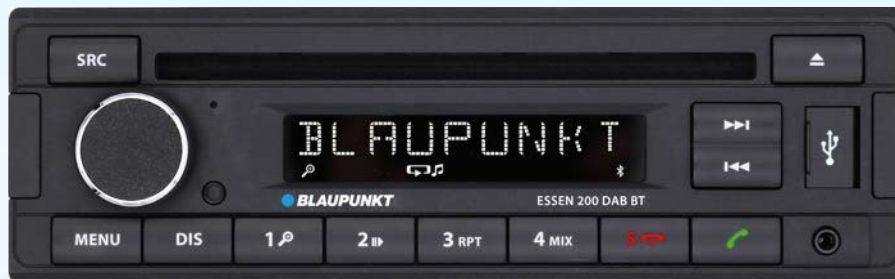 SRC
BLAUPUNKT
BLAUPUNKT
ESSEN 200 DAB BT
MENU
DIS
1
2
3 RPT
4 MIX
5